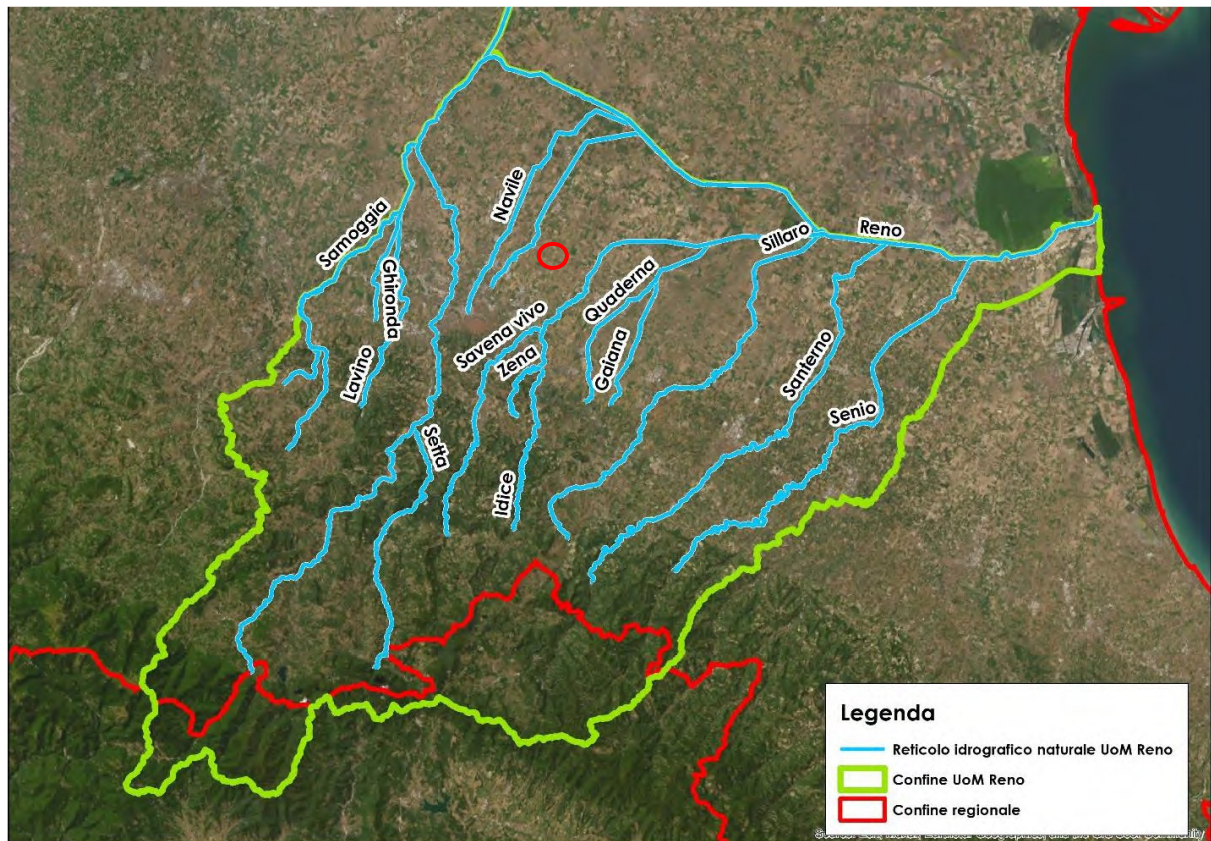 Samoggia
Ghironda
Lavino
Navile
Savena vivo
Zena
Idice
Setta
Quaderna
Gaiana
Sillaro
Reno
Santerno
Senio
Legenda
Reticolo idrografico naturale UoM Reno
Confine UoM Reno
Confine regionale